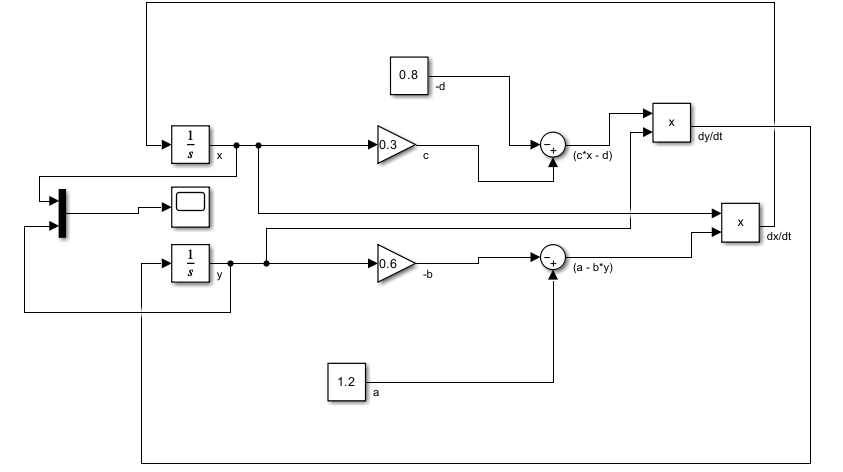 0.8
-d
x
dy/dt
1
s
x
0.3
c
−
+
(c*x - d)
x
dx/dt
1
s
y
0.6
-b
−
+
(a - b*y)
1.2
a